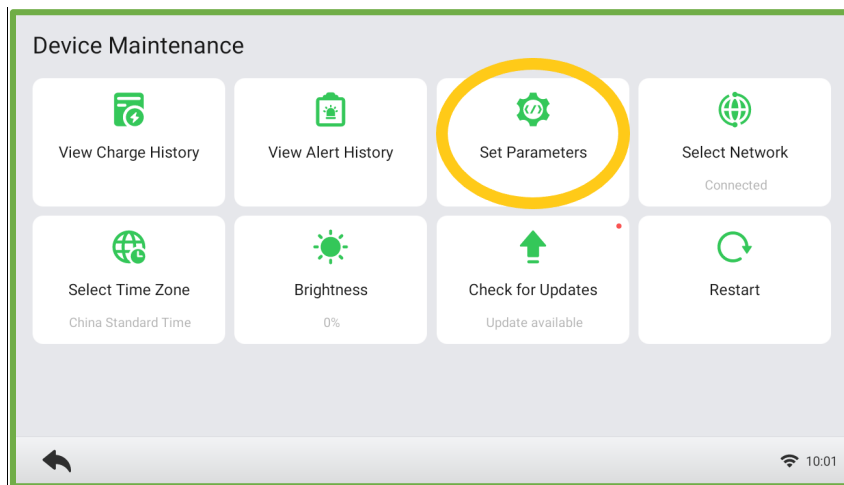 Device Maintenance
View Charge History
View Alert History
Set Parameters
Select Network
Connected
Select Time Zone
Brightness
Check for Updates
Restart
China Standard Time
0%
Update available
10:01